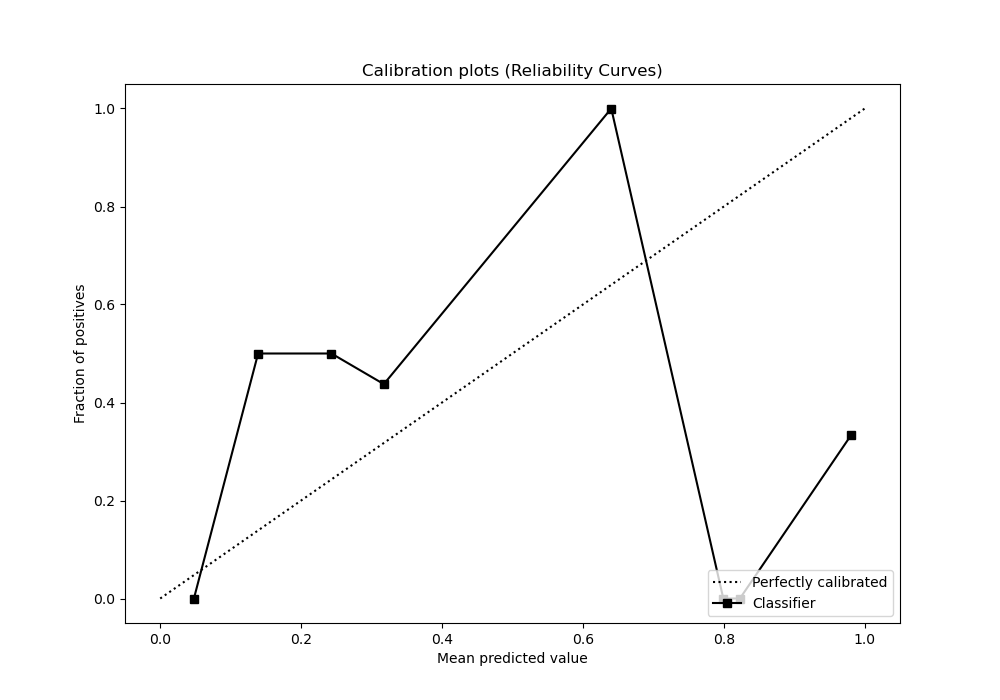 Calibration plots (Reliability Curves)
1.0
0.8
0.6
0.4
0.2
0.0
Fraction of positives
0.0 0.2 0.4 0.6 0.8 1.0
Mean predicted value
Perfectly calibrated
Classifier